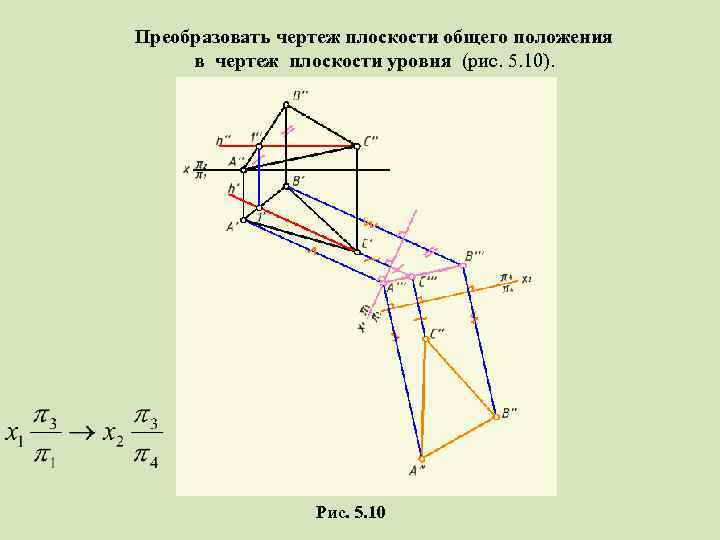 Преобразовать чертеж плоскости общего положения
в чертеж плоскости уровня (рис. 5.10).
B″
h″ 1″ C″
A″
x π₂/π₁
B′
h′
A′ 1′
C′
B‴
A‴ C‴
x₁
C″
B″
A″
x₁ π₃/π₁ → x₂ π₃/π₄
Рис. 5.10